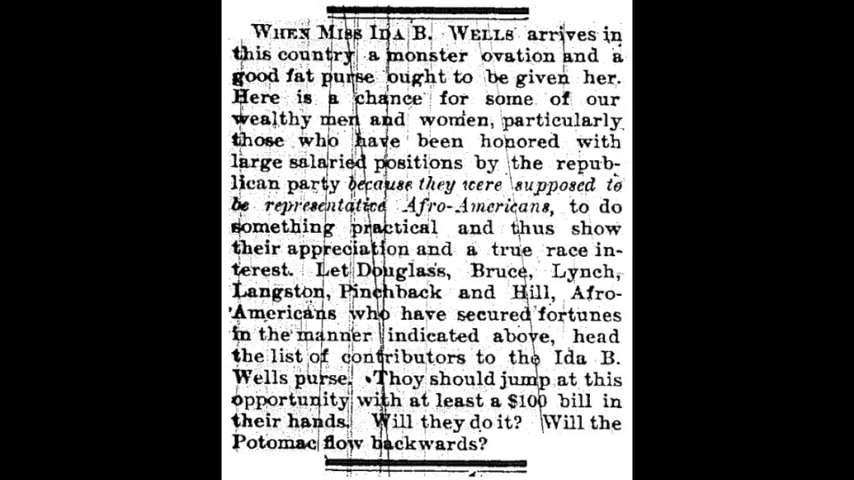 WHEN MISS IDA B. WELLS arrives in
this country a monster ovation and a
good fat purse ought to be given her.
Here is a chance for some of our
wealthy men and women, particularly
those who have been honored with
large salaried positions by the repub-
lican party because they were supposed to
be representative Afro-Americans, to do
something practical and thus show
their appreciation and a true race in-
terest. Let Douglass, Bruce, Lynch,
Langston, Pinchback and Hill, Afro-
Americans who have secured fortunes
in the manner indicated above, head
the list of contributors to the Ida B.
Wells purse. Thoy should jump at this
opportunity with at least a $100 bill in
their hands. Will they do it? Will the
Potomac flow backwards?